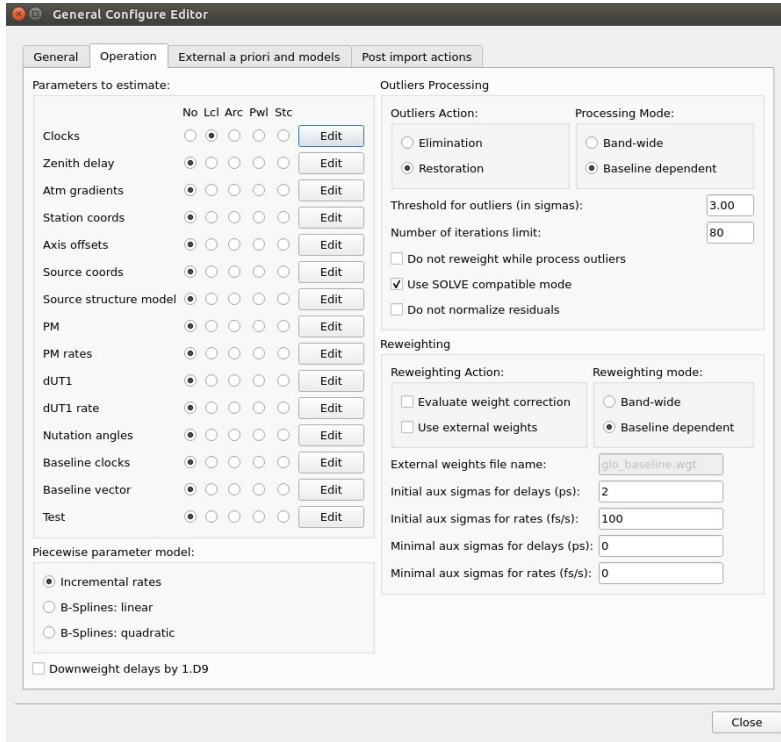 General Configure Editor
General Operation External a priori and models Post import actions
Parameters to estimate:
No Lcl Arc Pwl Stc
Clocks Edit
Zenith delay Edit
Atm gradients Edit
Station coords Edit
Axis offsets Edit
Source coords Edit
Source structure model Edit
PM Edit
PM rates Edit
dUT1 Edit
dUT1 rate Edit
Nutation angles Edit
Baseline clocks Edit
Baseline vector Edit
Test Edit
Piecewise parameter model:
Incremental rates
B-Splines: linear
B-Splines: quadratic
Downweight delays by 1.D9
Outliers Processing
Outliers Action: Processing Mode:
Elimination Band-wide
Restoration Baseline dependent
Threshold for outliers (in sigmas): 3.00
Number of iterations limit: 80
Do not reweight while process outliers
Use SOLVE compatible mode
Do not normalize residuals
Reweighting
Reweighting Action: Reweighting mode:
Evaluate weight correction Band-wide
Use external weights Baseline dependent
External weights file name: glo_baseline.wgt
Initial aux sigmas for delays (ps): 2
Initial aux sigmas for rates (fs/s): 100
Minimal aux sigmas for delays (ps): 0
Minimal aux sigmas for rates (fs/s): 0
Close